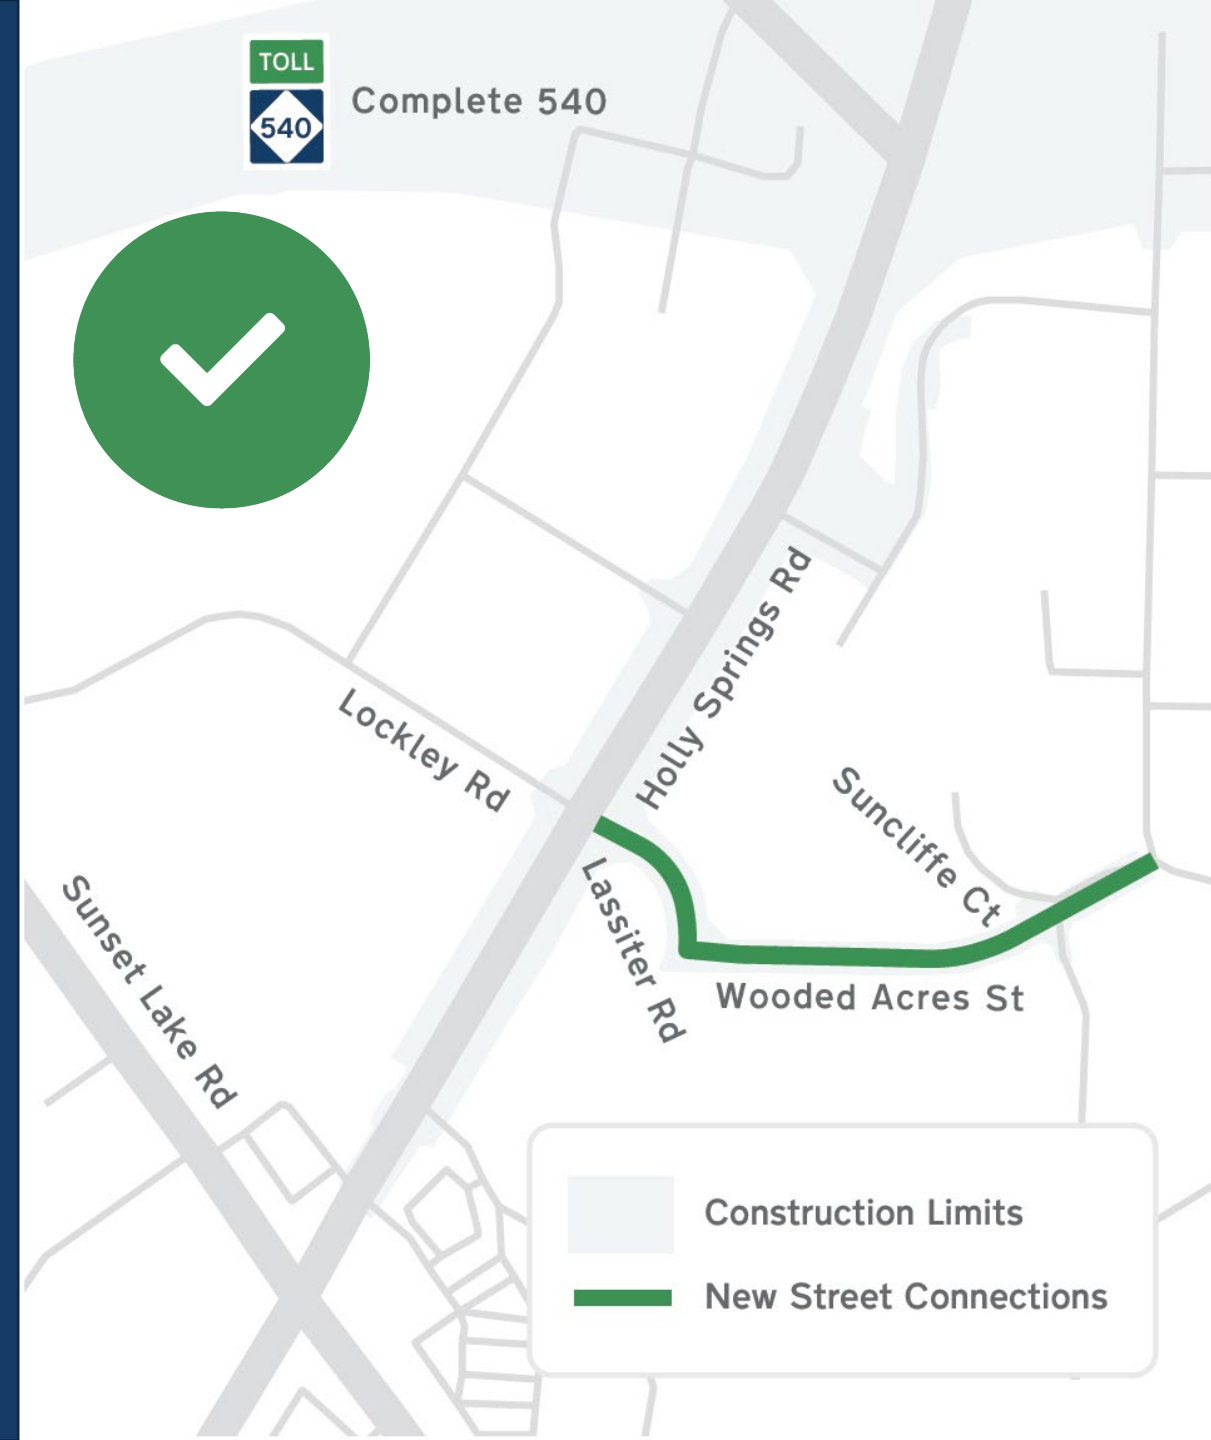 TOLL
540
Complete 540
Holly Springs Rd
Lockley Rd
Suncliffe Ct
Lassiter Rd
Sunset Lake Rd
Wooded Acres St
Construction Limits
New Street Connections